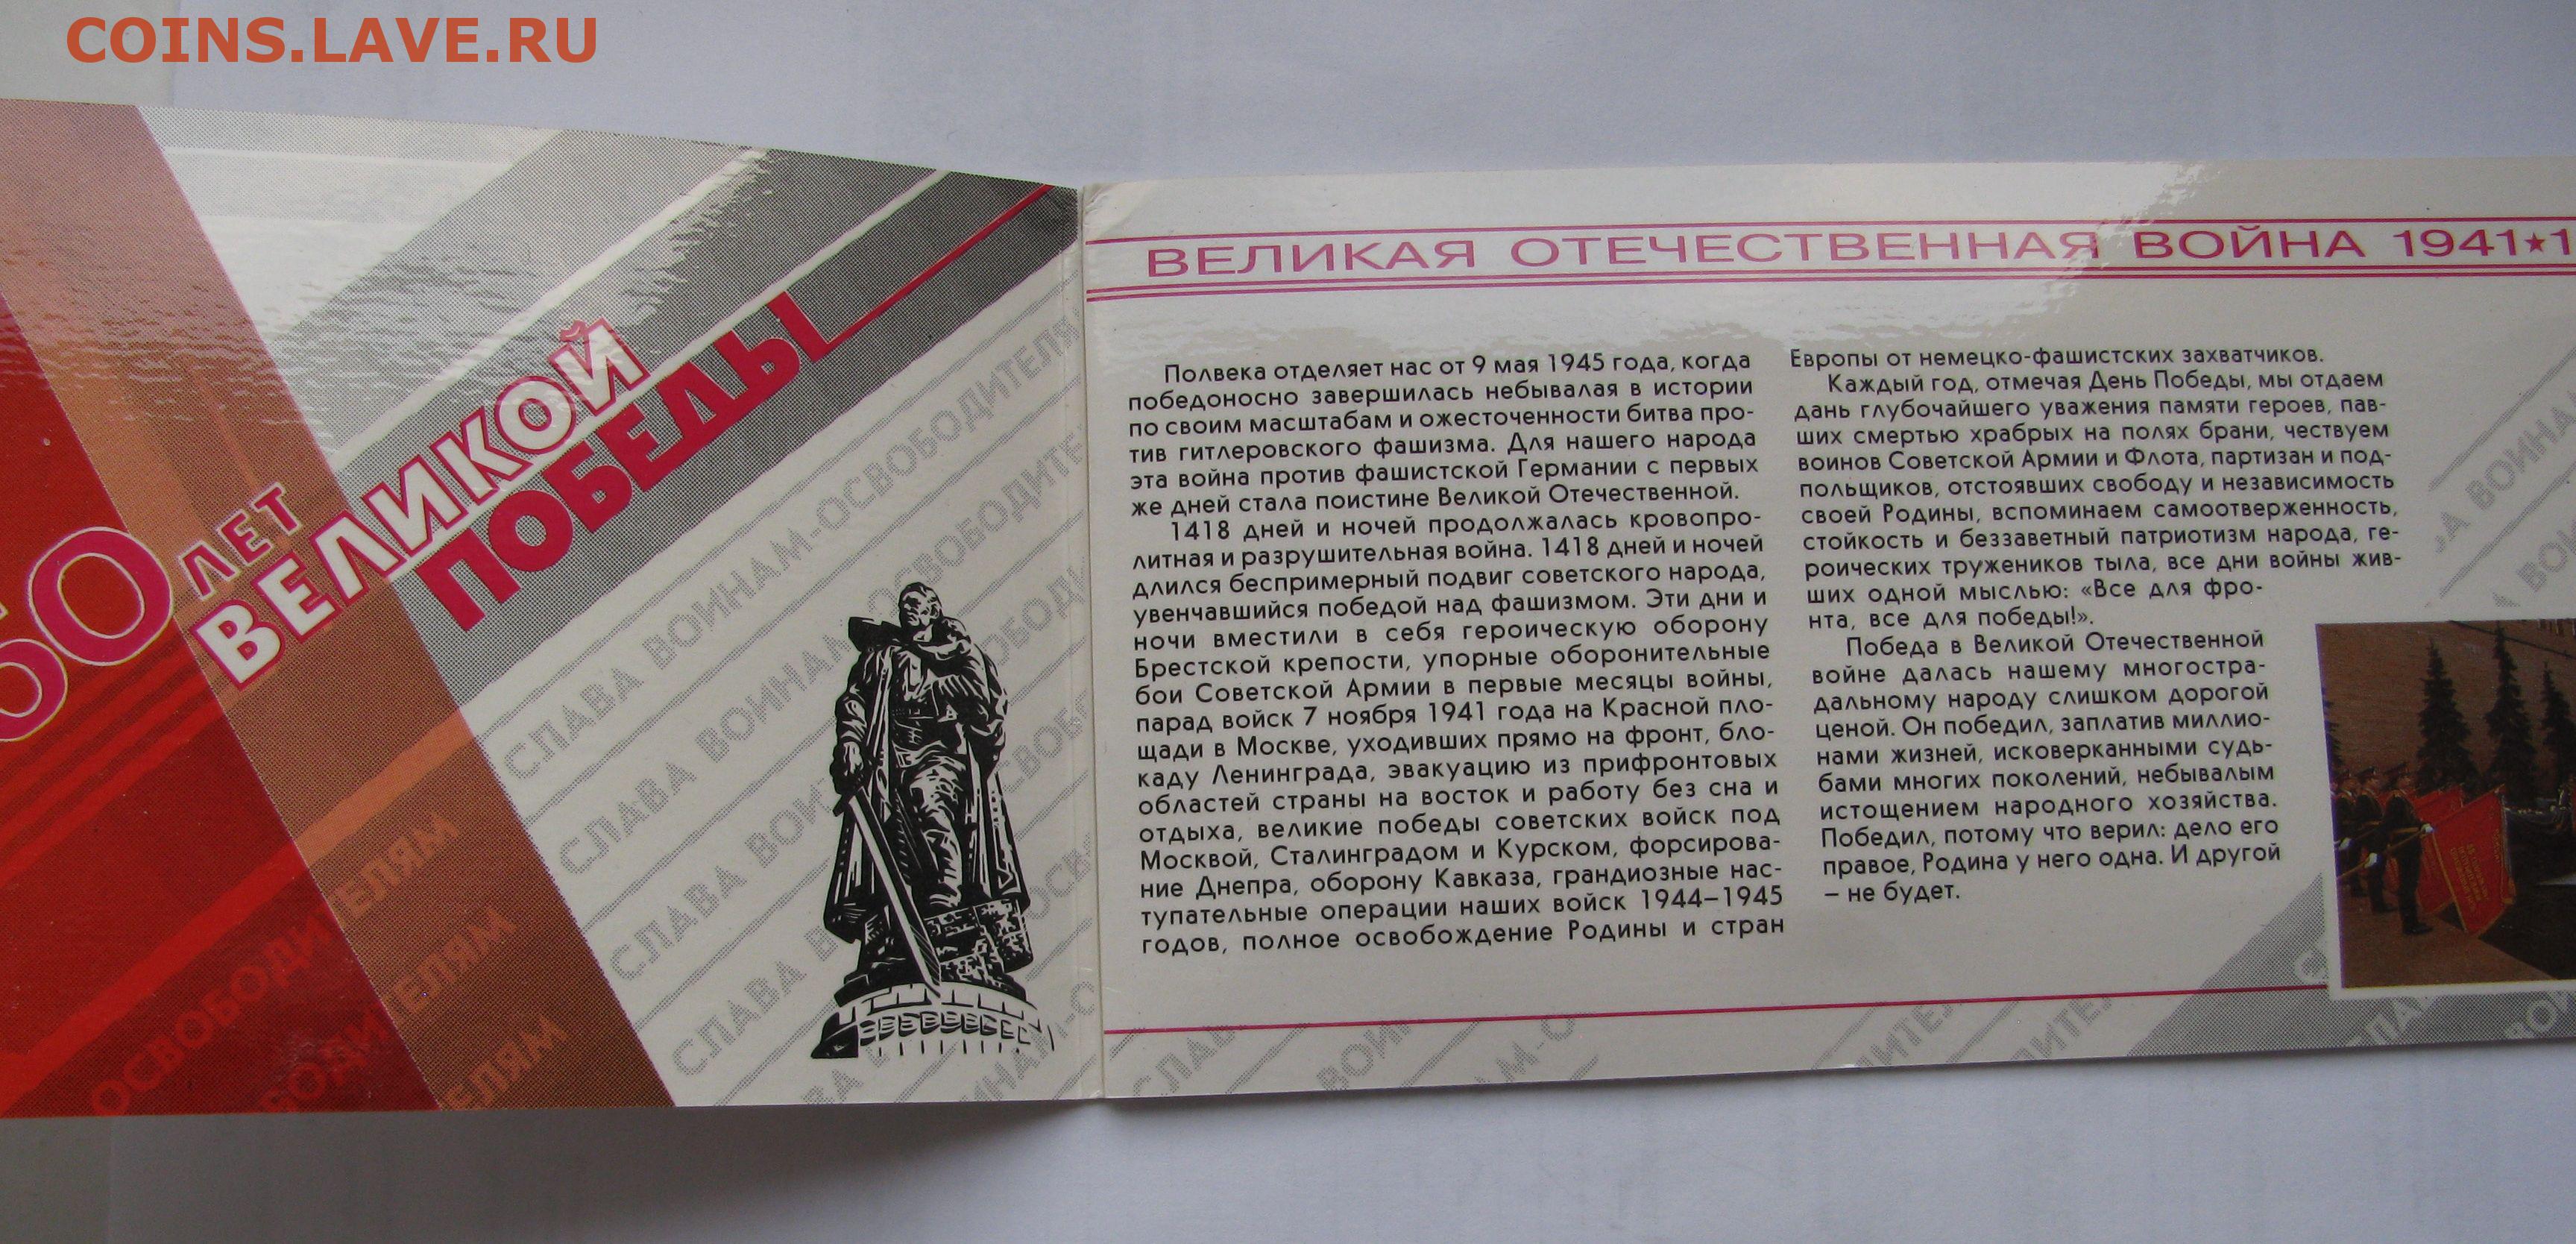 COINS.LAVE.RU
50 ЛЕТ
ВЕЛИКОЙ
ПОБЕДЫ
СЛАВА ВОИНАМ-ОСВОБОДИТЕЛЯМ
СЛАВА ВОИНАМ-ОСВОБОДИТЕ
СЛАВА ВОИ
СЛАВА В
ОСВОБОДИТЕЛЯМ
БОДИТЕЛЯМ
ЕЛЯМ
ВЕЛИКАЯ ОТЕЧЕСТВЕННАЯ ВОЙНА 1941★1
Полвека отделяет нас от 9 мая 1945 года, когда
победоносно завершилась небывалая в истории
по своим масштабам и ожесточенности битва про-
тив гитлеровского фашизма. Для нашего народа
эта война против фашистской Германии с первых
же дней стала поистине Великой Отечественной.
1418 дней и ночей продолжалась кровопро-
литная и разрушительная война. 1418 дней и ночей
длился беспримерный подвиг советского народа,
увенчавшийся победой над фашизмом. Эти дни и
ночи вместили в себя героическую оборону
Брестской крепости, упорные оборонительные
бои Советской Армии в первые месяцы войны,
парад войск 7 ноября 1941 года на Красной пло-
щади в Москве, уходивших прямо на фронт, бло-
каду Ленинграда, эвакуацию из прифронтовых
областей страны на восток и работу без сна и
отдыха, великие победы советских войск под
Москвой, Сталинградом и Курском, форсирова-
ние Днепра, оборону Кавказа, грандиозные нас-
тупательные операции наших войск 1944–1945
годов, полное освобождение Родины и стран
Европы от немецко-фашистских захватчиков.
Каждый год, отмечая День Победы, мы отдаем
дань глубочайшего уважения памяти героев, пав-
ших смертью храбрых на полях брани, чествуем
воинов Советской Армии и Флота, партизан и под-
польщиков, отстоявших свободу и независимость
своей Родины, вспоминаем самоотверженность,
стойкость и беззаветный патриотизм народа, ге-
роических тружеников тыла, все дни войны жив-
ших одной мыслью: «Все для фро-
нта, все для победы!».
Победа в Великой Отечественной
войне далась нашему многостра-
дальному народу слишком дорогой
ценой. Он победил, заплатив миллио-
нами жизней, исковерканными судь-
бами многих поколений, небывалым
истощением народного хозяйства.
Победил, потому что верил: дело его
правое, Родина у него одна. И другой
– не будет.